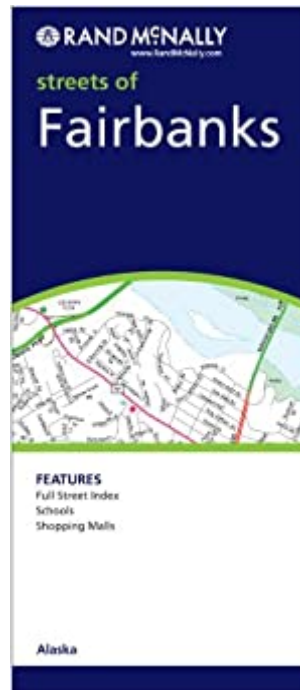 RAND McNALLY
www.RandMcNally.com
streets of
Fairbanks
FEATURES
Full Street Index
Schools
Shopping Malls
Alaska